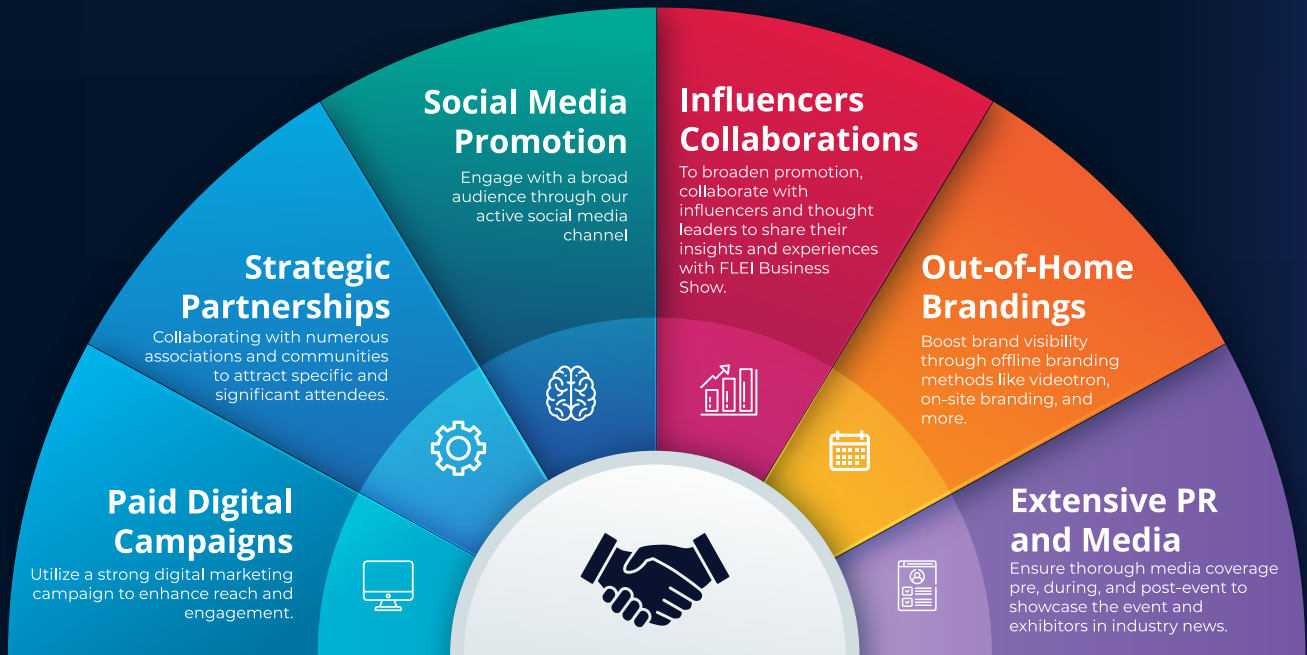 Social Media
Promotion
Engage with a broad
audience through our
active social media
channel
Influencers
Collaborations
To broaden promotion,
collaborate with
influencers and thought
leaders to share their
insights and experiences
with FLEI Business
Show.
Strategic
Partnerships
Collaborating with numerous
associations and communities
to attract specific and
significant attendees.
Out-of-Home
Brandings
Boost brand visibility
through offline branding
methods like videotron,
on-site branding, and
more.
Paid Digital
Campaigns
Utilize a strong digital marketing
campaign to enhance reach and
engagement.
Extensive PR
and Media
Ensure thorough media coverage
pre, during, and post-event to
showcase the event and
exhibitors in industry news.